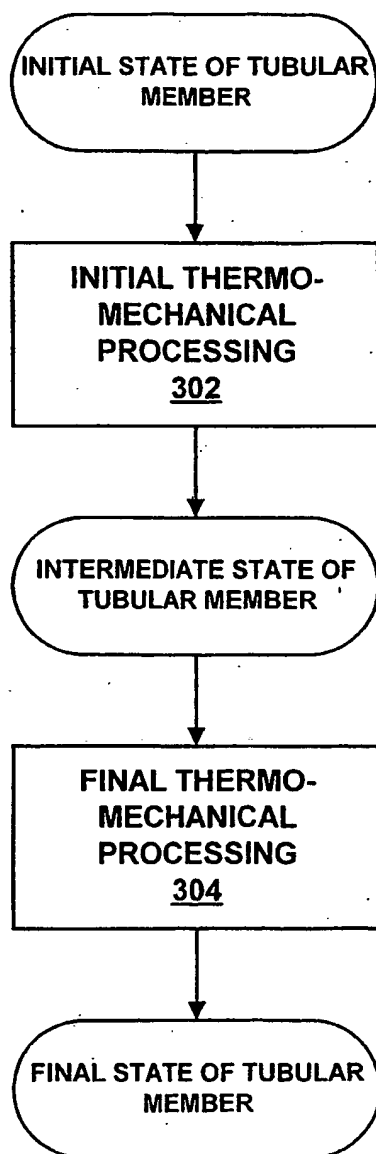 INITIAL STATE OF TUBULAR
MEMBER
INITIAL THERMO-
MECHANICAL
PROCESSING
302
INTERMEDIATE STATE OF
TUBULAR MEMBER
FINAL THERMO-
MECHANICAL
PROCESSING
304
FINAL STATE OF TUBULAR
MEMBER